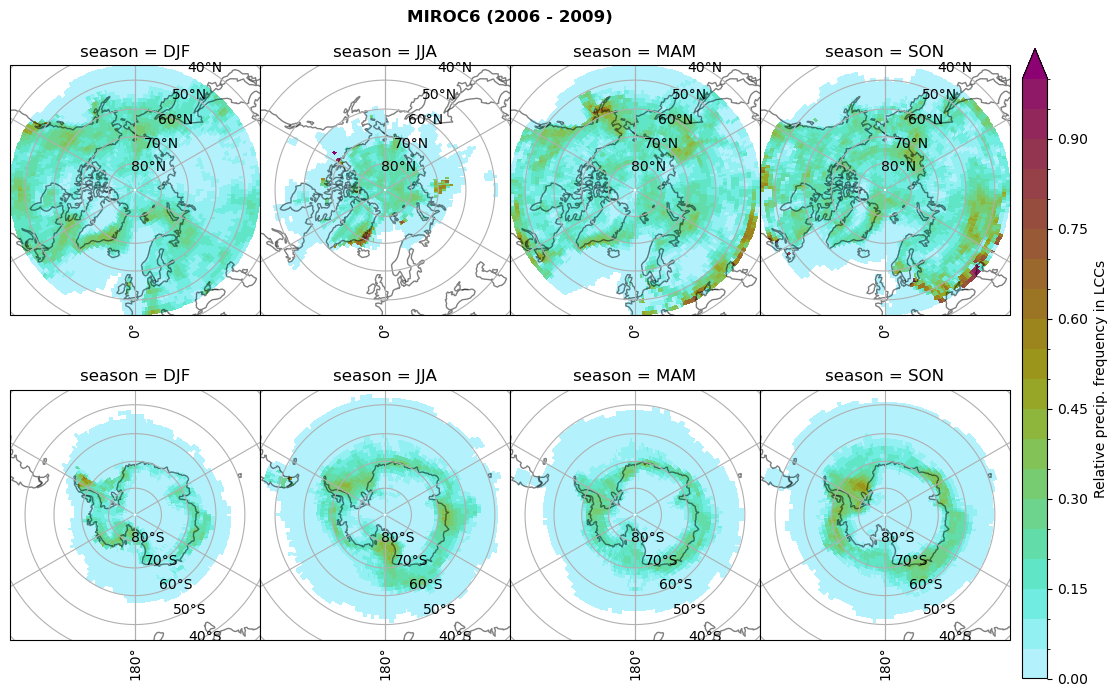 MIROC6 (2006 - 2009)
season = DJF
season = JJA
season = MAM
season = SON
40°N
50°N
60°N
70°N
80°N
0°
40°N
50°N
60°N
70°N
80°N
0°
40°N
50°N
60°N
70°N
80°N
0°
40°N
50°N
60°N
70°N
80°N
0°
season = DJF
season = JJA
season = MAM
season = SON
80°S
70°S
60°S
50°S
40°S
180°
80°S
70°S
60°S
50°S
40°S
180°
80°S
70°S
60°S
50°S
40°S
180°
80°S
70°S
60°S
50°S
40°S
180°
0.90
0.75
0.60
0.45
0.30
0.15
0.00
Relative precip. frequency in LCCs